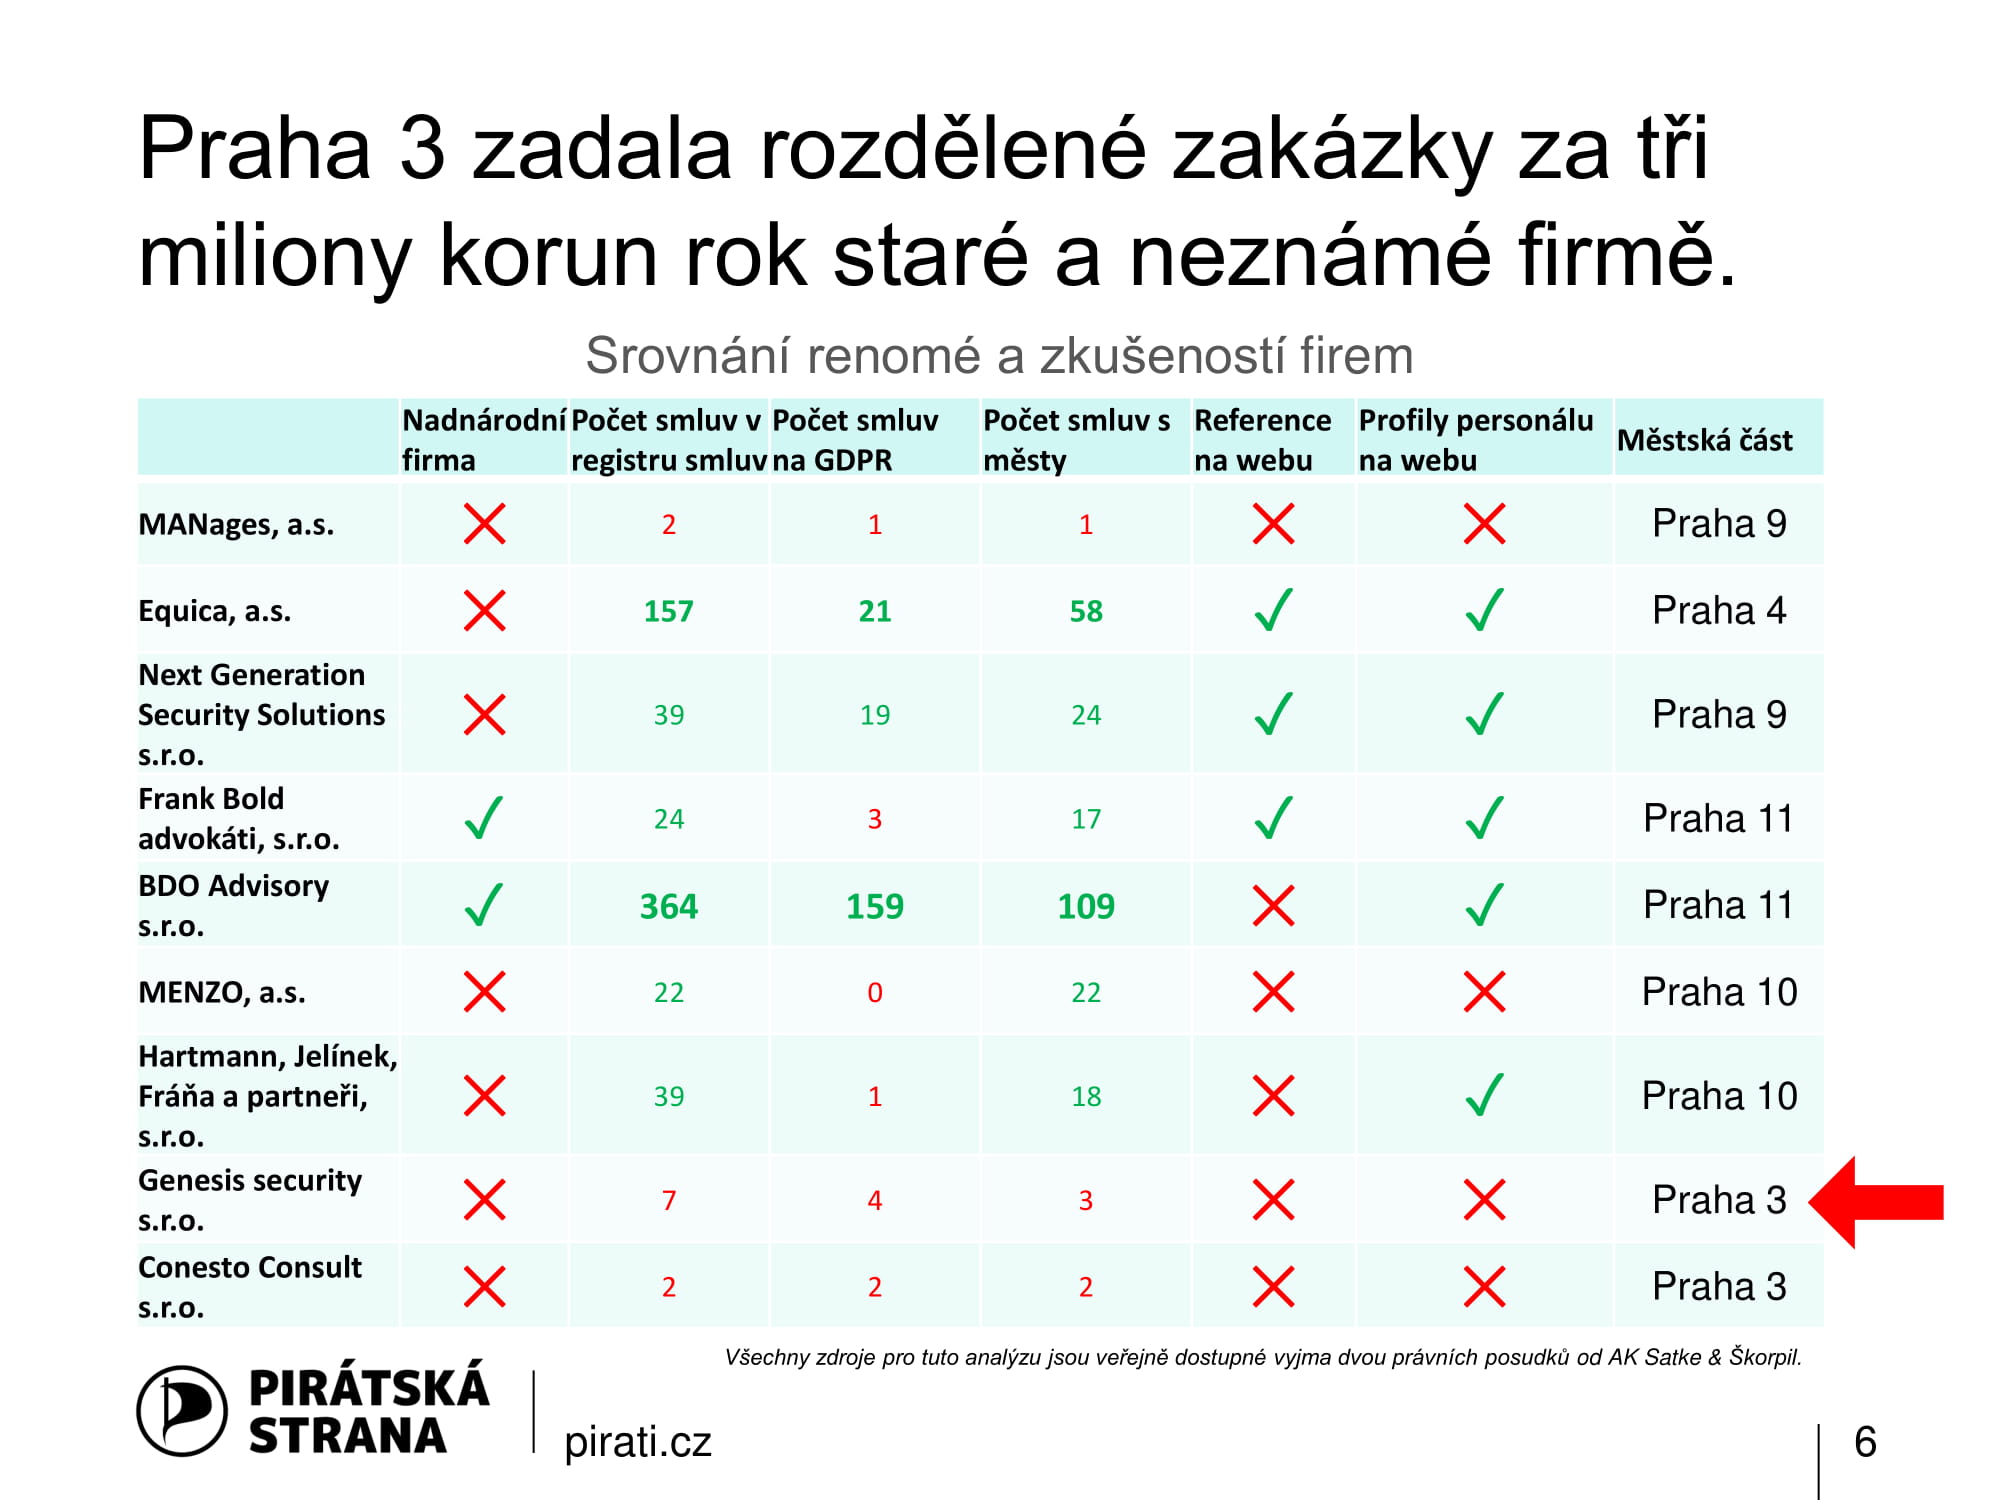 Praha 3 zadala rozdělené zakázky za tři
miliony korun rok staré a neznámé firmě.
Srovnání renomé a zkušeností firem
Nadnárodní firma Počet smluv v registru smluv Počet smluv na GDPR Počet smluv s městy Reference na webu Profily personálu na webu Městská část
MANages, a.s. ✕ 2 1 1 ✕ ✕ Praha 9
Equica, a.s. ✕ 157 21 58 ✓ ✓ Praha 4
Next Generation Security Solutions s.r.o. ✕ 39 19 24 ✓ ✓ Praha 9
Frank Bold advokáti, s.r.o. ✓ 24 3 17 ✓ ✓ Praha 11
BDO Advisory s.r.o. ✓ 364 159 109 ✕ ✓ Praha 11
MENZO, a.s. ✕ 22 0 22 ✕ ✕ Praha 10
Hartmann, Jelínek, Fráňa a partneři, s.r.o. ✕ 39 1 18 ✕ ✓ Praha 10
Genesis security s.r.o. ✕ 7 4 3 ✕ ✕ Praha 3
Conesto Consult s.r.o. ✕ 2 2 2 ✕ ✕ Praha 3
Všechny zdroje pro tuto analýzu jsou veřejně dostupné vyjma dvou právních posudků od AK Satke & Škorpil.
PIRÁTSKÁ
STRANA
pirati.cz
6